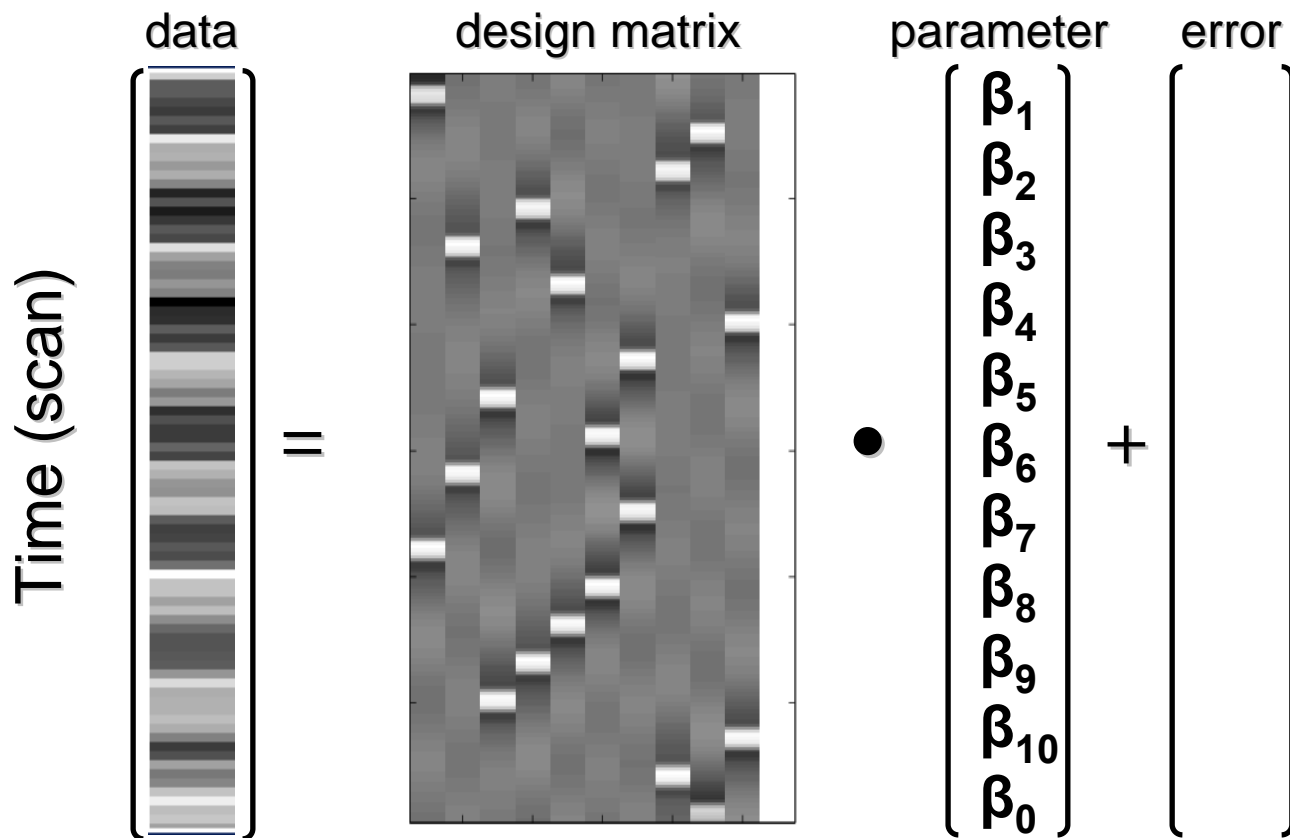 data design matrix parameter error
Time (scan)
= • +
β1
β2
β3
β4
β5
β6
β7
β8
β9
β10
β0